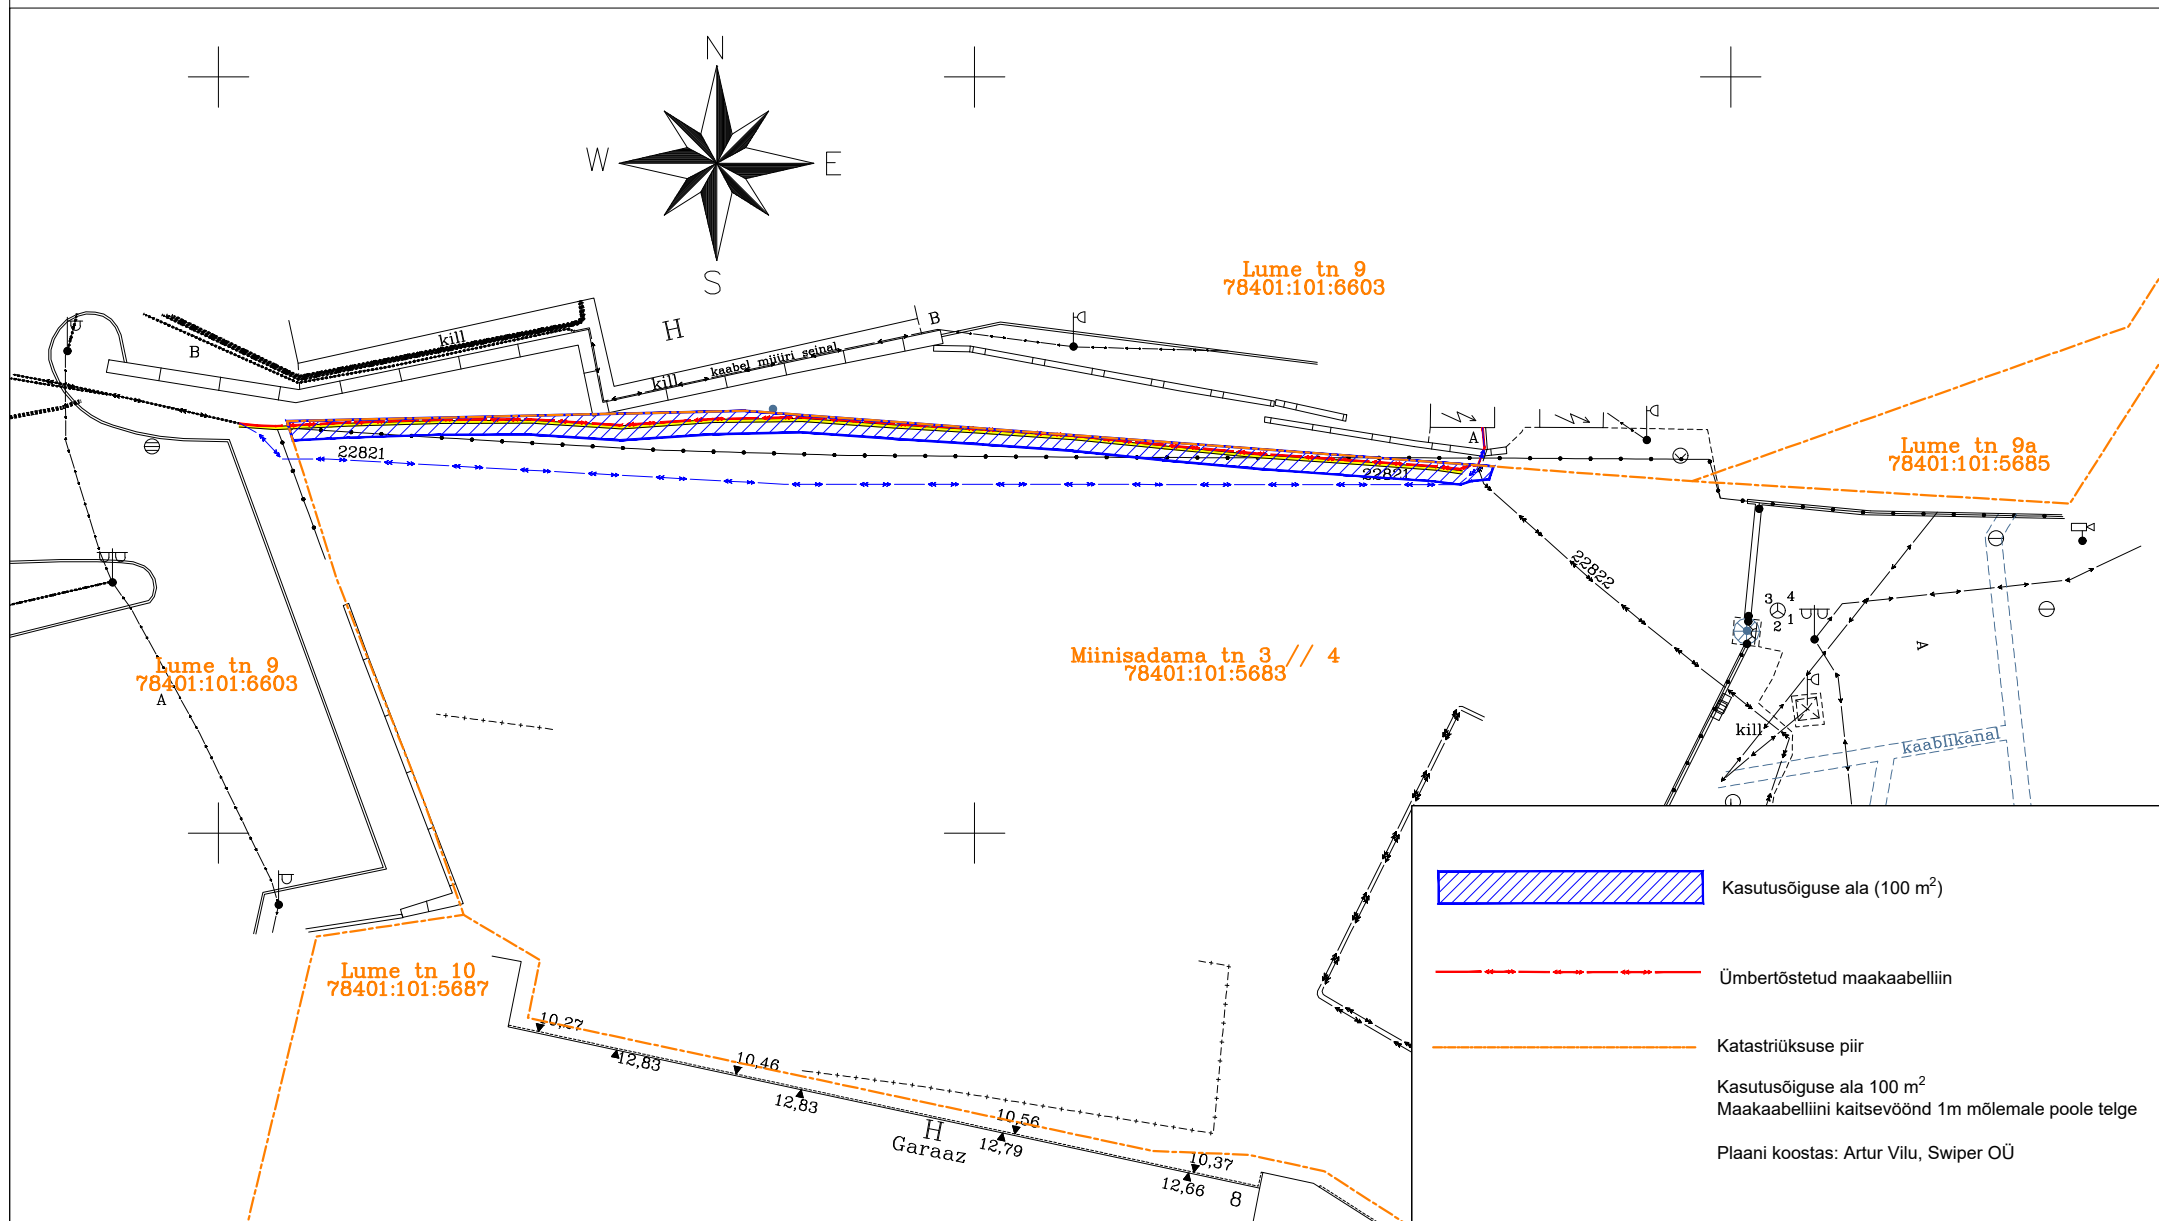 N
W
E
S
Lume tn 9
78401:101:6603
B
kill
H
kill
kaabel müüri seinal
B
A
22821
22821
Lume tn 9a
78401:101:5685
22822
3
4
2
1
A
Miinisadama tn 3 // 4
78401:101:5683
Lume tn 9
78401:101:6603
A
kill
kaablikanal
Lume tn 10
78401:101:5687
10,27
12,83
10,46
12,83
10,56
12,79
H
Garaaz
10,37
12,66
8
Kasutusõiguse ala (100 m²)
Ümbertõstetud maakaabelliin
Katastriüksuse piir
Kasutusõiguse ala 100 m²
Maakaabelliini kaitsevöönd 1m mõlemale poole telge
Plaani koostas: Artur Vilu, Swiper OÜ